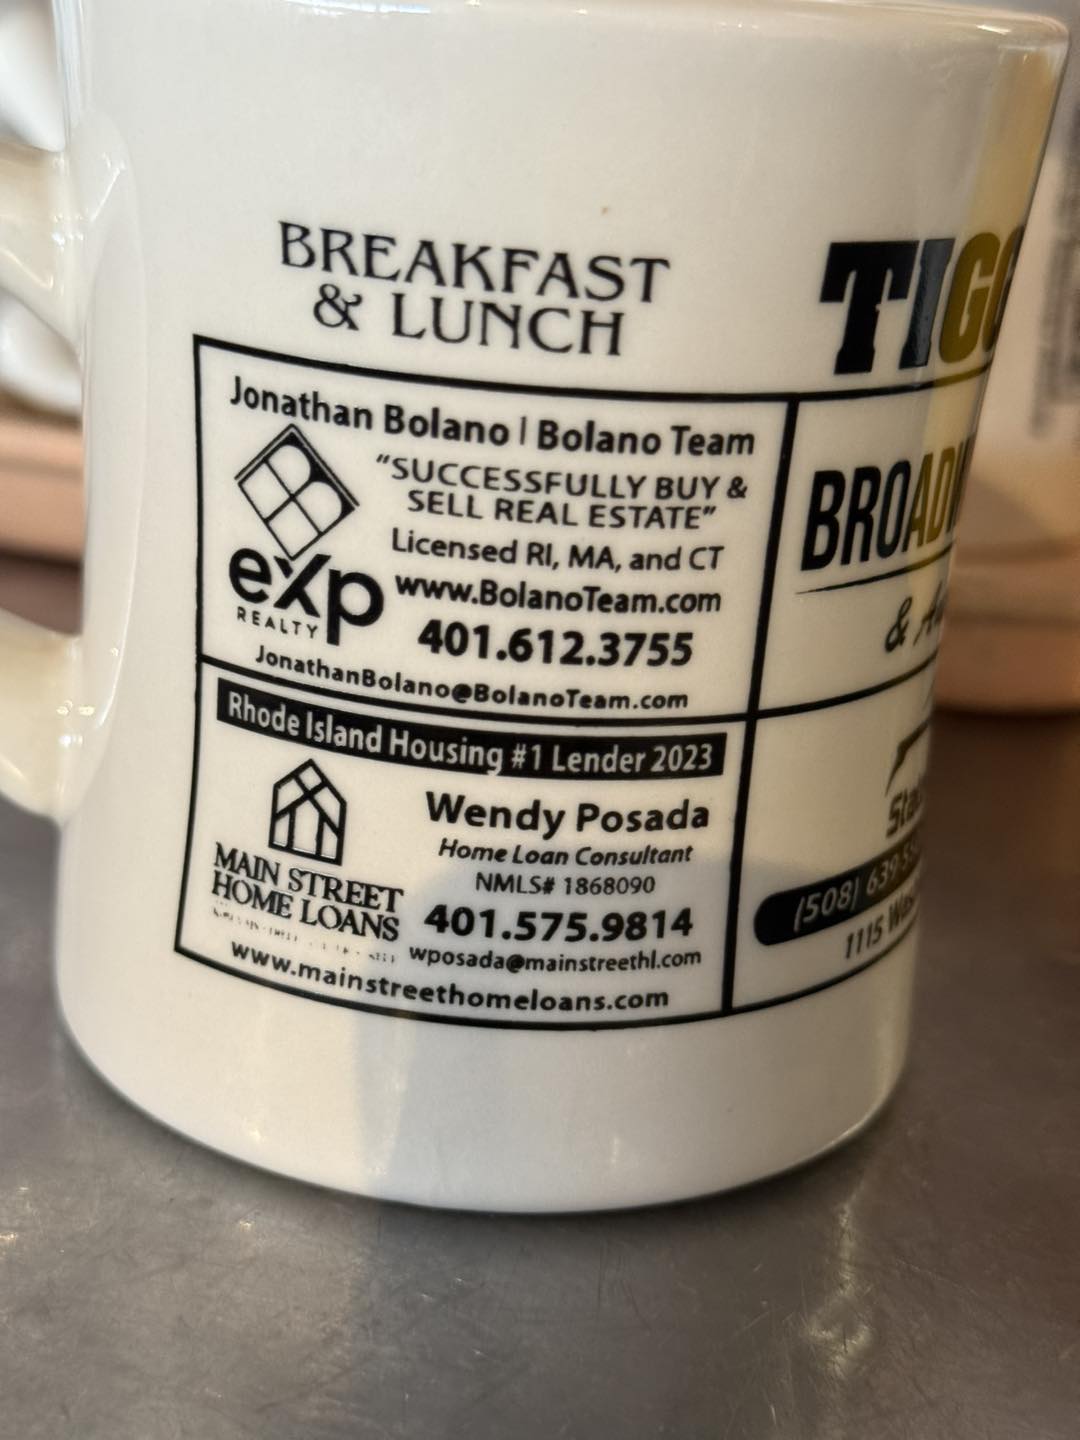 BREAKFAST
& LUNCH
Jonathan Bolano | Bolano Team
"SUCCESSFULLY BUY &
SELL REAL ESTATE"
Licensed RI, MA, and CT
eXp
REALTY
www.BolanoTeam.com
401.612.3755
JonathanBolano@BolanoTeam.com
Rhode Island Housing #1 Lender 2023
MAIN STREET
HOME LOANS
Wendy Posada
Home Loan Consultant
NMLS# 1868090
401.575.9814
wposada@mainstreethl.com
www.mainstreethomeloans.com
&
(508)
1115